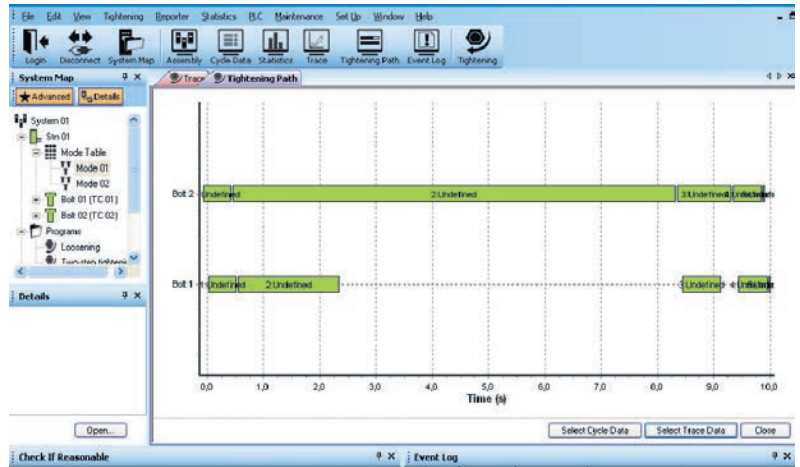 File Edit View Tightening Reporter Statistics PLC Maintenance Set Up Window Help
Login Disconnect System Map Assembly Cycle Data Statistics Trace Tightening Path Event Log Tightening
System Map
Trace Tightening Path
Advanced Details
System 01
Stn 01
Mode Table
Mode 01
Mode 02
Bolt 01 (TC 01)
Bolt 02 (TC 02)
Programs
Loosening
Details
Open...
Bolt 2 Undefined 2:Undefined 3:Undefined
Bolt 1 Undefined 2:Undefined Undefined
0,0 1,0 2,0 3,0 4,0 5,0 6,0 7,0 8,0 9,0 10,0
Time (s)
Select Cycle Data Select Trace Data Close
Check If Reasonable Event Log